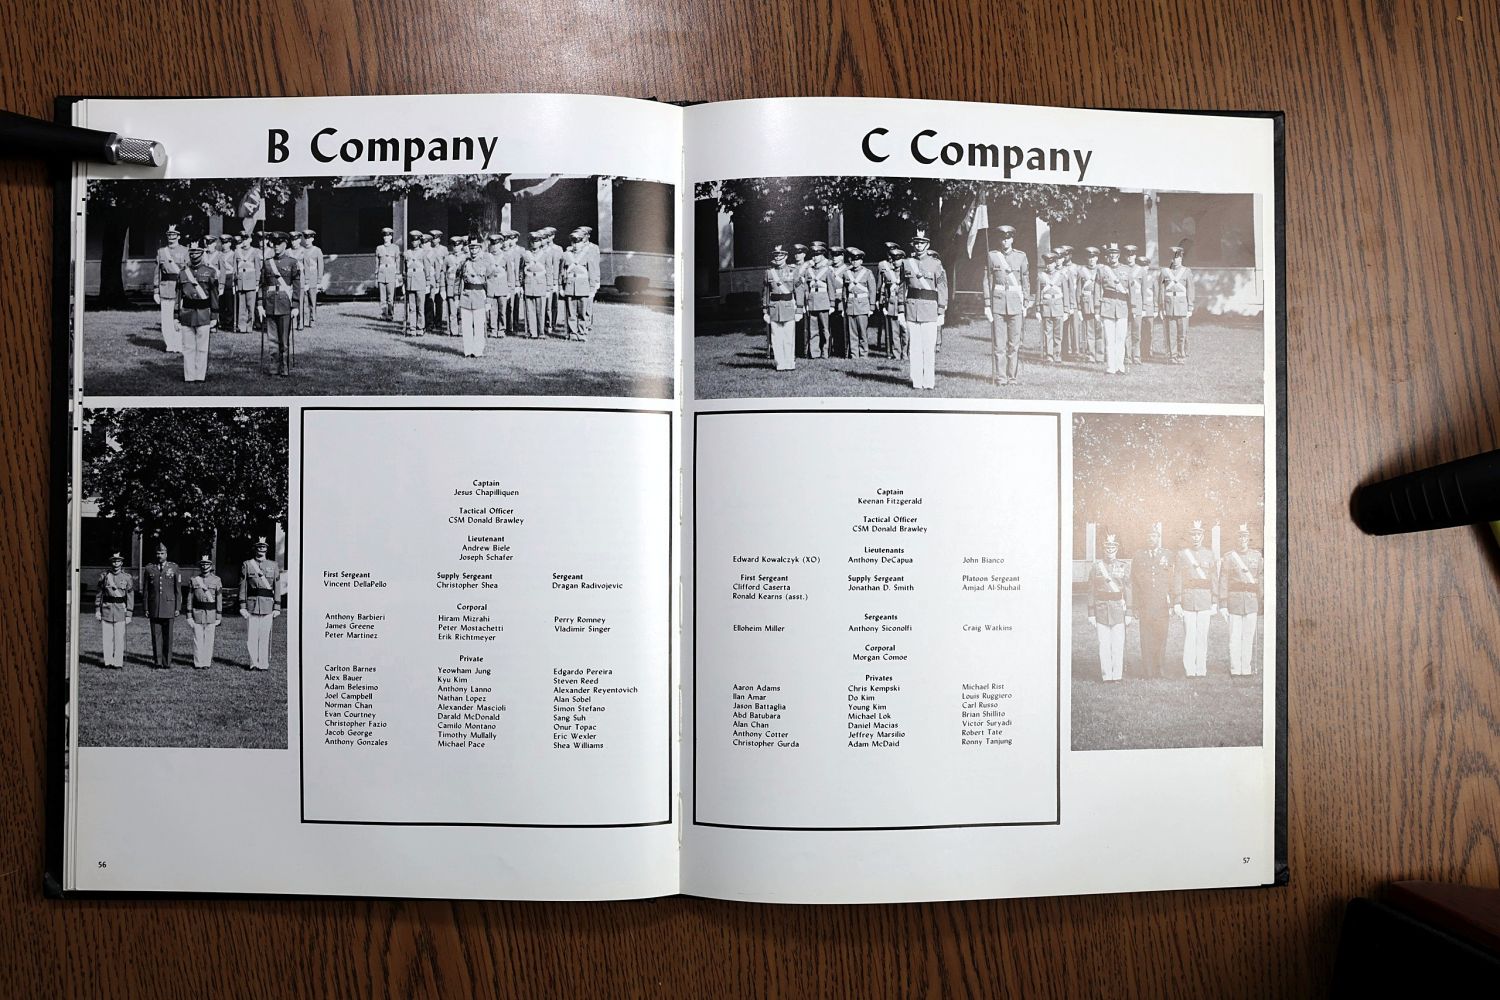 B Company
Captain
Jesus Chapilliquen
Tactical Officer
CSM Donald Brawley
Lieutenant
Andrew Biele
Joseph Schafer
First Sergeant
Vincent DellaPello
Supply Sergeant
Christopher Shea
Sergeant
Dragan Radivojevic
Corporal
Anthony Barbieri
James Greene
Peter Martinez
Hiram Mizrahi
Peter Mostachetti
Erik Richtmeyer
Perry Romney
Vladimir Singer
Private
Carlton Barnes
Alex Bauer
Adam Belesimo
Joel Campbell
Norman Chan
Evan Courtney
Christopher Fazio
Jacob George
Anthony Gonzales
Yeowham Jung
Kyu Kim
Anthony Lanno
Nathan Lopez
Alexander Mascioli
Darald McDonald
Camilo Montano
Timothy Mullally
Michael Pace
Edgardo Pereira
Steven Reed
Alexander Reyentovich
Alan Sobel
Simon Stefano
Sang Suh
Onur Topac
Eric Wexler
Shea Williams
56
C Company
Captain
Keenan Fitzgerald
Tactical Officer
CSM Donald Brawley
Lieutenants
Edward Kowalczyk (XO)
Anthony DeCapua
John Bianco
First Sergeant
Clifford Caserta
Ronald Kearns (asst.)
Supply Sergeant
Jonathan D. Smith
Platoon Sergeant
Amjad Al-Shuhail
Sergeants
Elloheim Miller
Anthony Siconolfi
Craig Watkins
Corporal
Morgan Comoe
Privates
Aaron Adams
Ilan Amar
Jason Battaglia
Abd Batubara
Alan Chan
Anthony Cotter
Christopher Gurda
Chris Kempski
Do Kim
Young Kim
Michael Lok
Daniel Macias
Jeffrey Marsilio
Adam McDaid
Michael Rist
Louis Ruggiero
Carl Russo
Brian Shillito
Victor Suryadi
Robert Tate
Ronny Tanjung
57